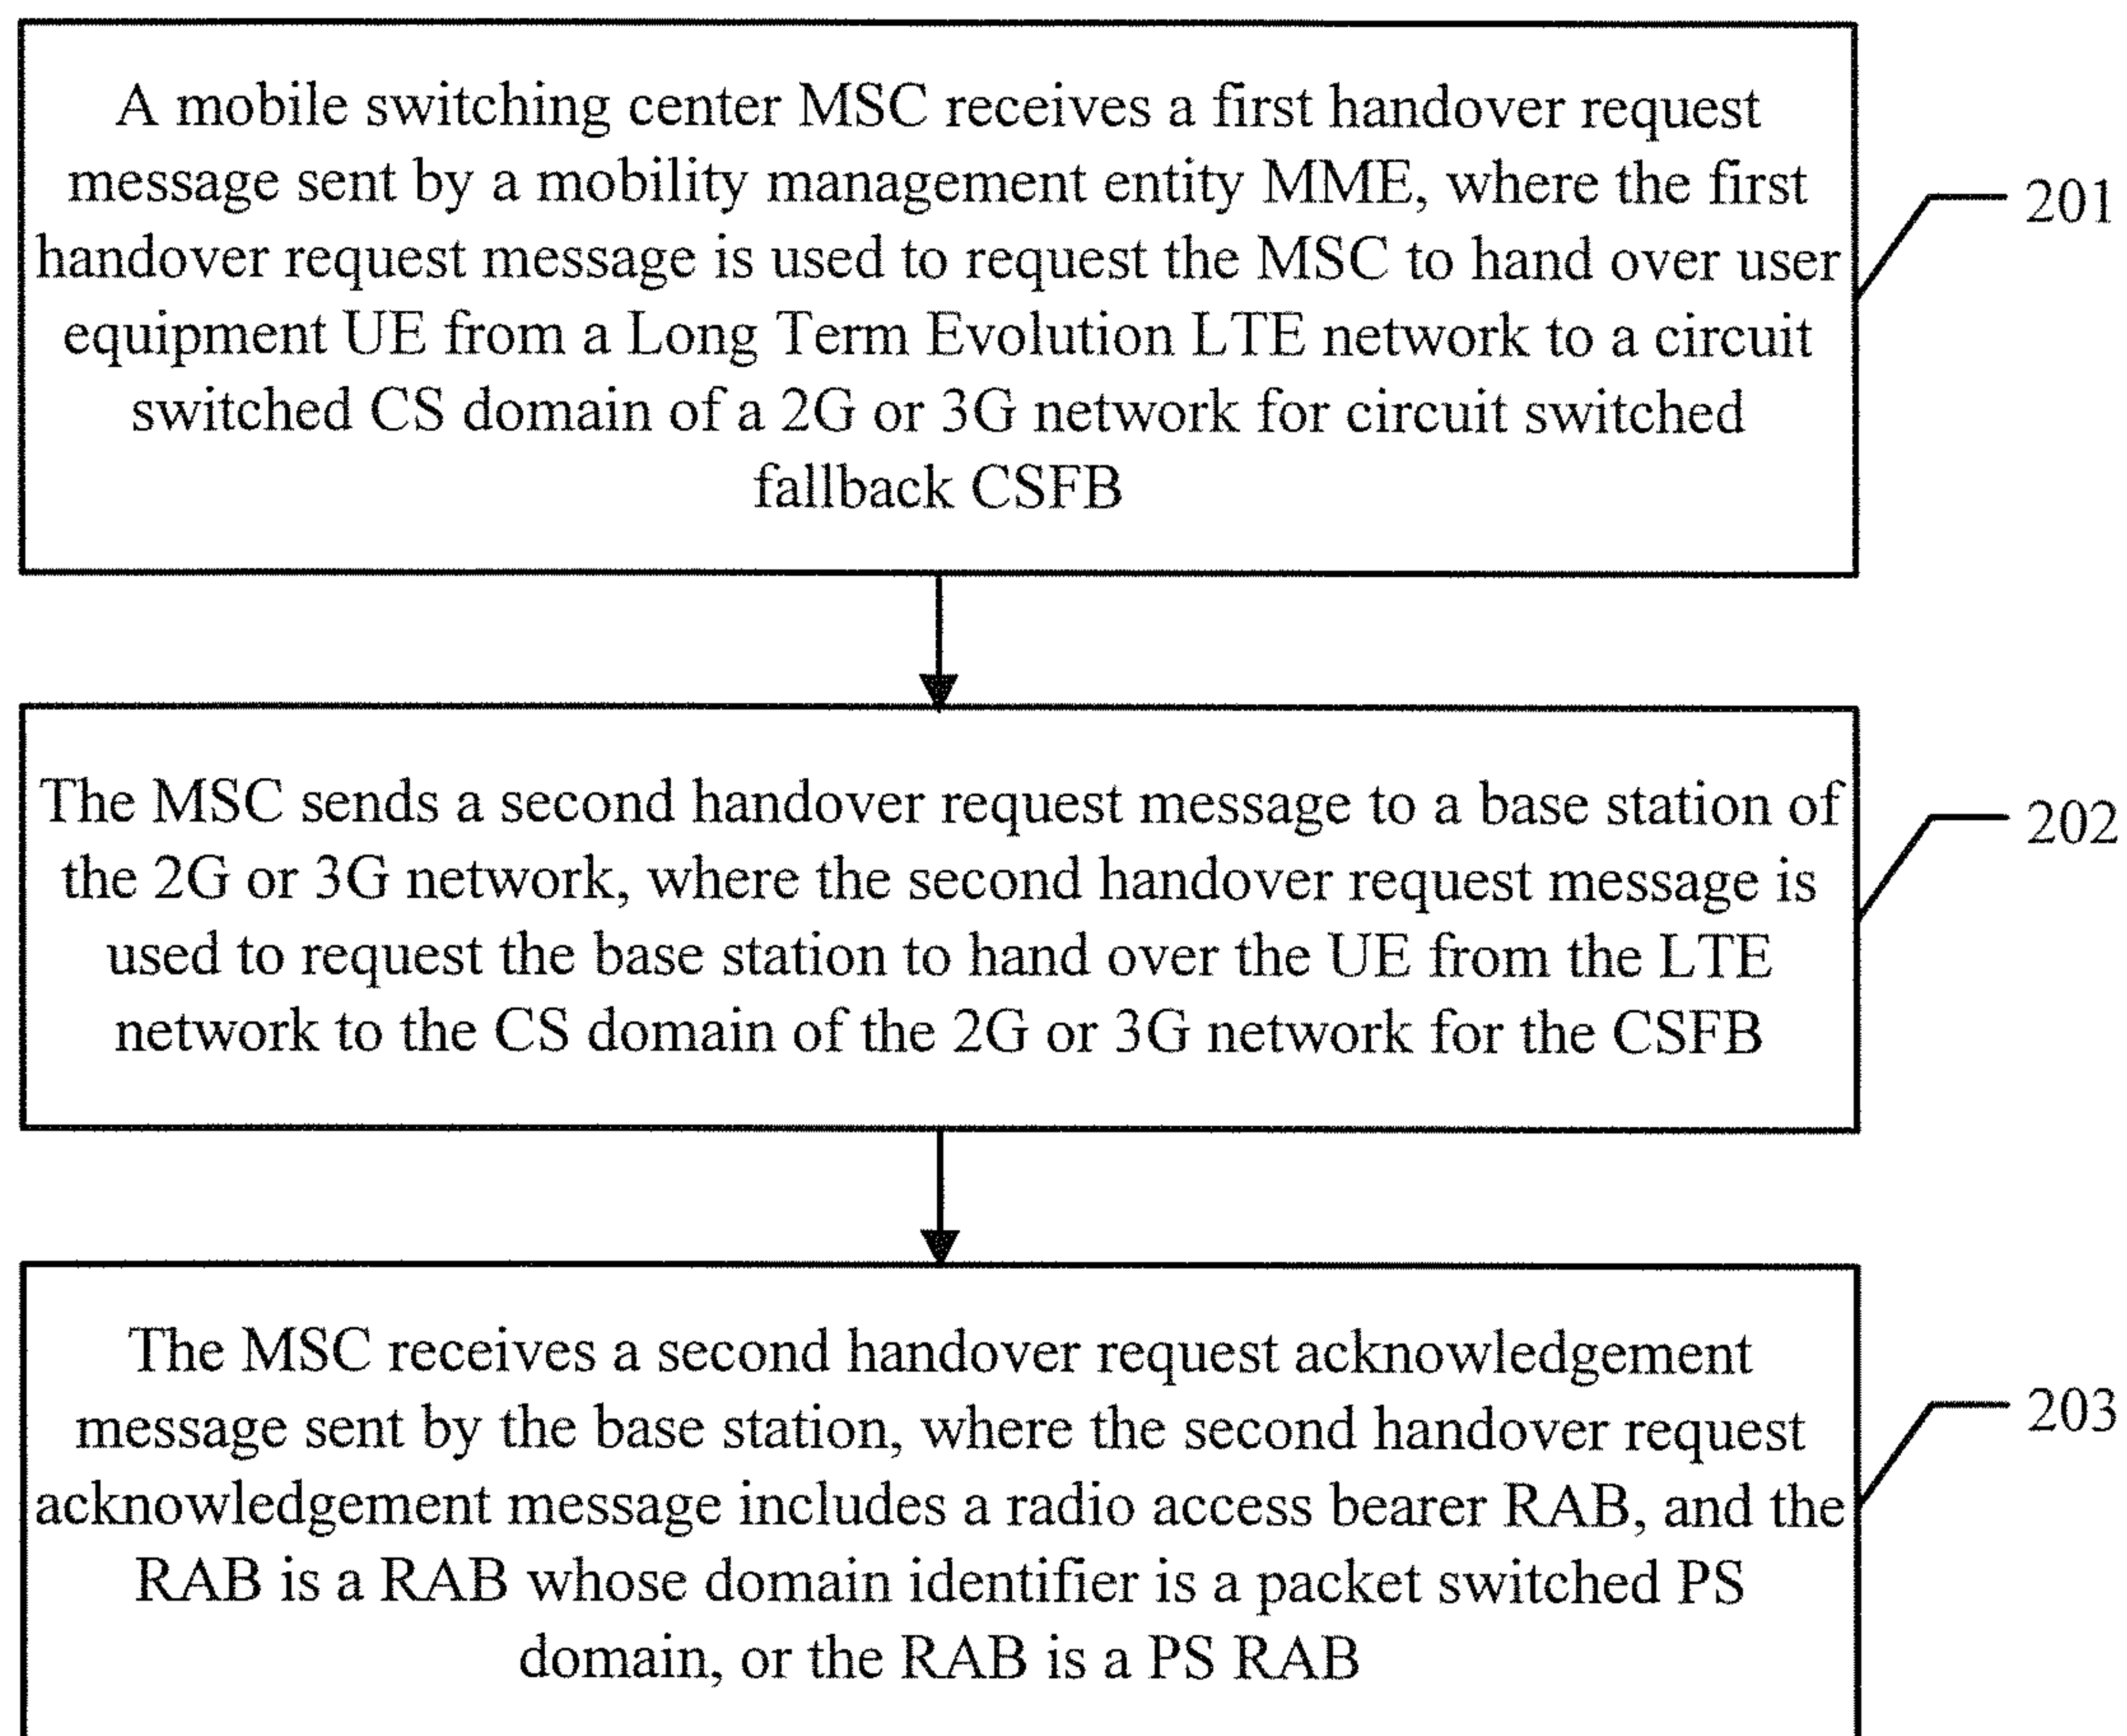 A mobile switching center MSC receives a first handover request
message sent by a mobility management entity MME, where the first
handover request message is used to request the MSC to hand over user
equipment UE from a Long Term Evolution LTE network to a circuit
switched CS domain of a 2G or 3G network for circuit switched
fallback CSFB
201
The MSC sends a second handover request message to a base station of
the 2G or 3G network, where the second handover request message is
used to request the base station to hand over the UE from the LTE
network to the CS domain of the 2G or 3G network for the CSFB
202
The MSC receives a second handover request acknowledgement
message sent by the base station, where the second handover request
acknowledgement message includes a radio access bearer RAB, and the
RAB is a RAB whose domain identifier is a packet switched PS
domain, or the RAB is a PS RAB
203